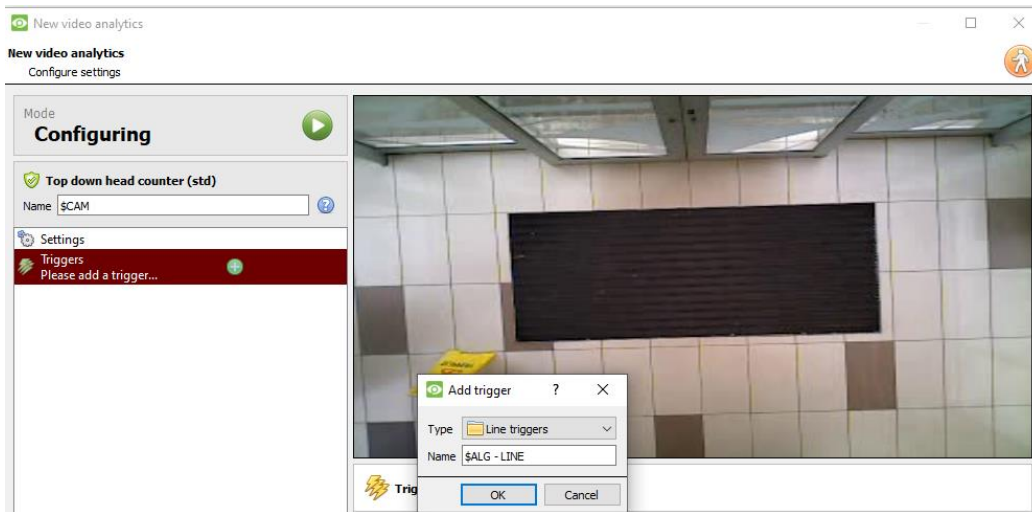 New video analytics
New video analytics
Configure settings
Mode
Configuring
Top down head counter (std)
Name $CAM
Settings
Triggers
Please add a trigger...
Add trigger ? 
Type Line triggers
Name $ALG - LINE
Trig
OK Cancel